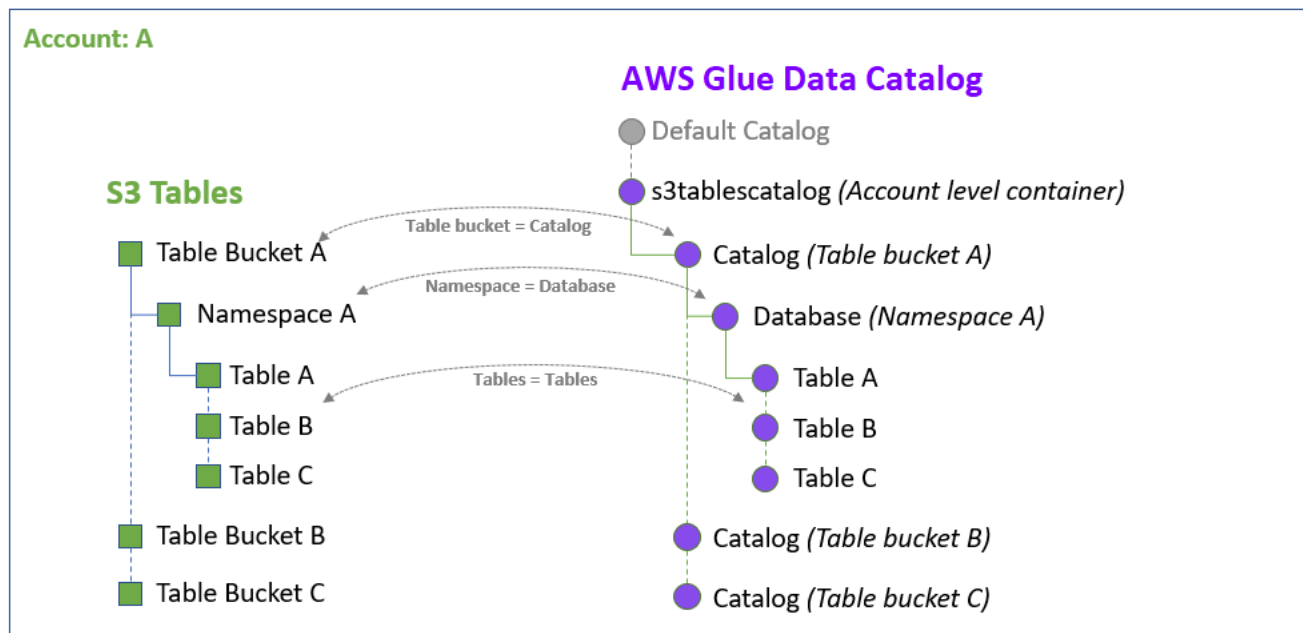 Account: A
AWS Glue Data Catalog
Default Catalog
S3 Tables
s3tablescatalog (Account level container)
Table bucket = Catalog
Table Bucket A
Catalog (Table bucket A)
Namespace = Database
Namespace A
Database (Namespace A)
Table A
Tables = Tables
Table A
Table B
Table B
Table C
Table C
Table Bucket B
Catalog (Table bucket B)
Table Bucket C
Catalog (Table bucket C)